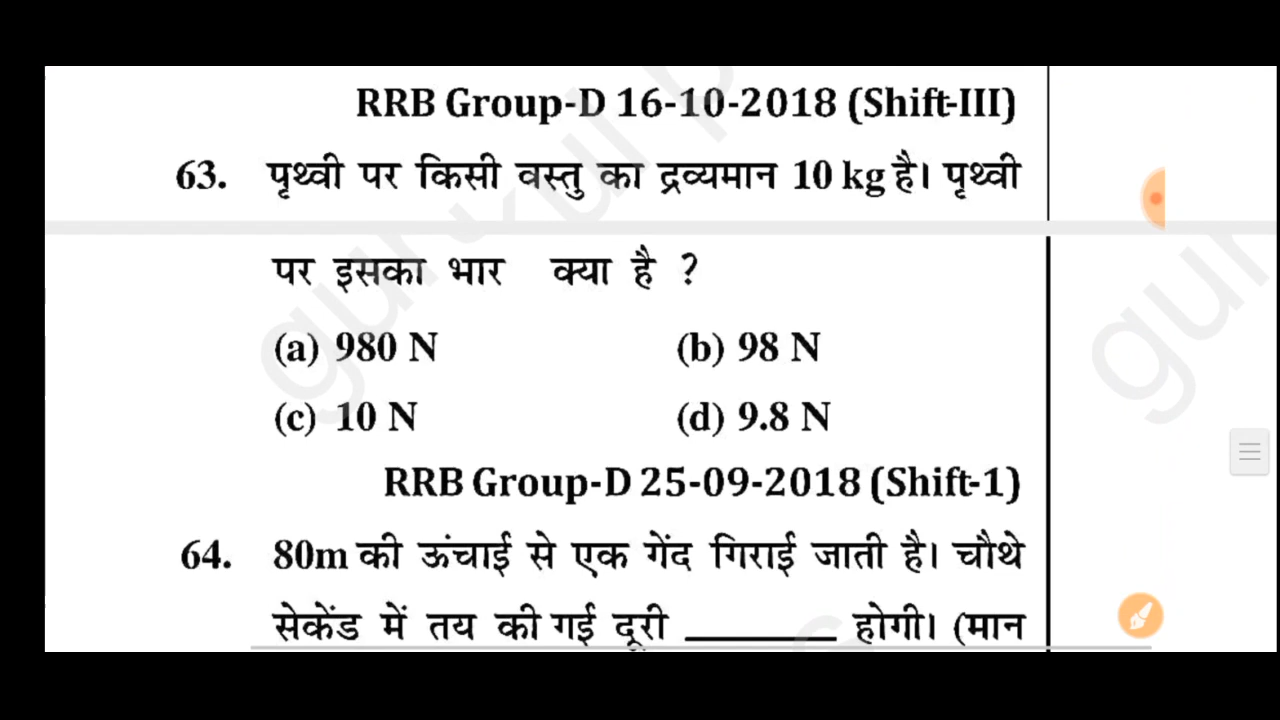 RRB Group-D 16-10-2018 (Shift-III)
63. पृथ्वी पर किसी वस्तु का द्रव्यमान 10 kg है। पृथ्वी
पर इसका भार क्या है ?
(a) 980 N (b) 98 N
(c) 10 N (d) 9.8 N
RRB Group-D 25-09-2018 (Shift-1)
64. 80m की ऊंचाई से एक गेंद गिराई जाती है। चौथे
सेकेंड में तय की गई दूरी ________ होगी। (मान